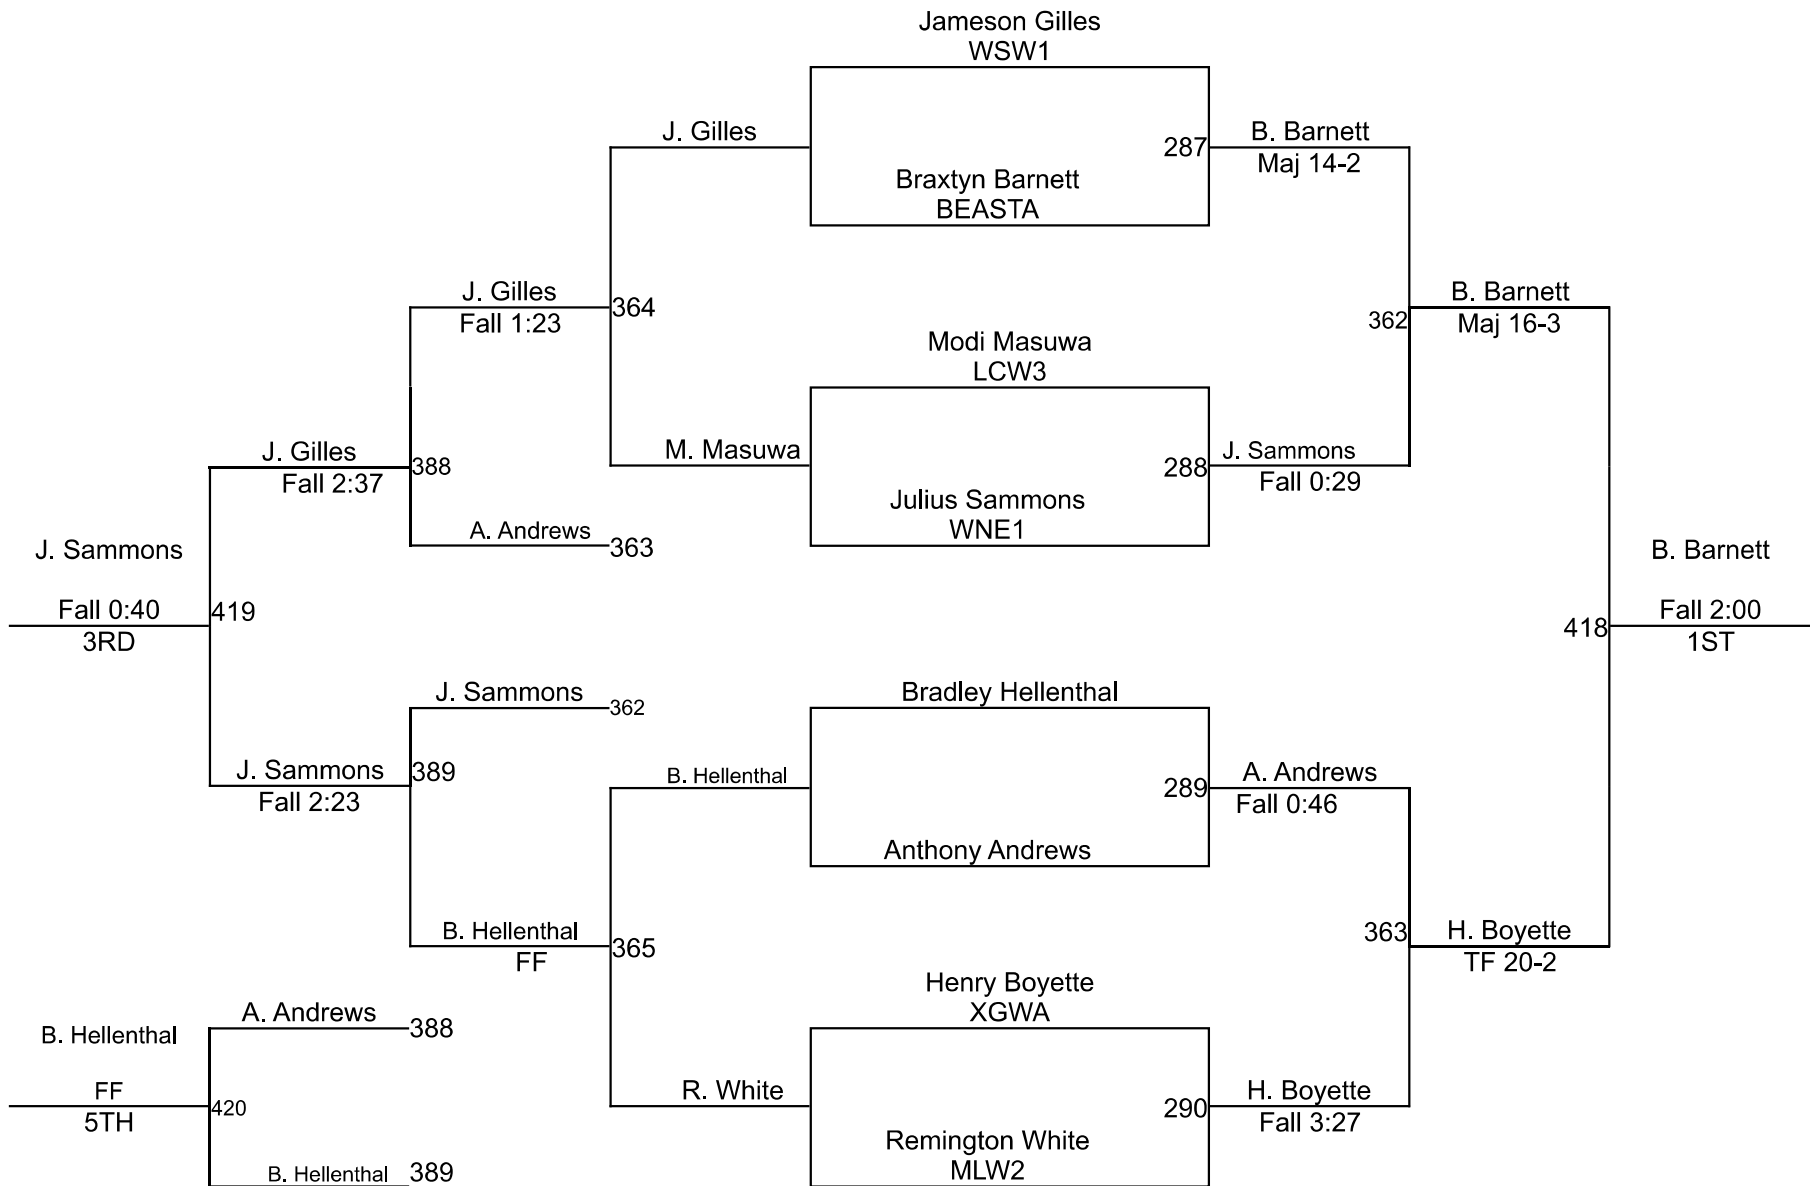 Jameson Gilles
WSW1
J. Gilles
287
B. Barnett
Maj 14-2
Braxtyn Barnett
BEASTA
J. Gilles
Fall 1:23
364
B. Barnett
Maj 16-3
362
Modi Masuwa
LCW3
J. Gilles
Fall 2:37
388
M. Masuwa
288
J. Sammons
Fall 0:29
Julius Sammons
WNE1
A. Andrews
363
J. Sammons
Fall 0:40
3RD
419
B. Barnett
Fall 2:00
1ST
418
J. Sammons
362
Bradley Hellenthal
J. Sammons
Fall 2:23
389
B. Hellenthal
289
A. Andrews
Fall 0:46
Anthony Andrews
B. Hellenthal
FF
365
363
H. Boyette
TF 20-2
Henry Boyette
XGWA
A. Andrews
388
B. Hellenthal
FF
5TH
420
R. White
290
H. Boyette
Fall 3:27
Remington White
MLW2
B. Hellenthal
389